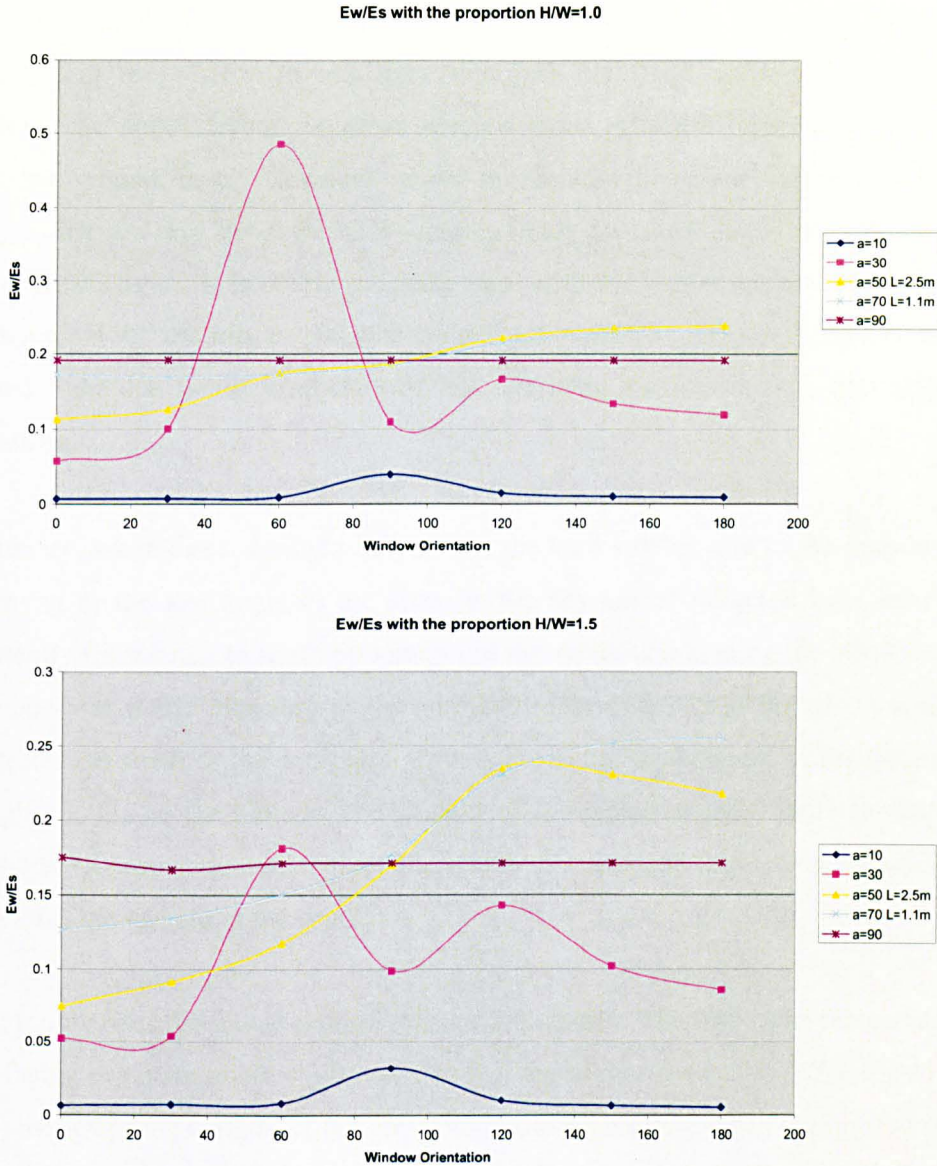 Ew/Es with the proportion H/W=1.0
0.6
0.5
0.4
0.3
0.2
0.1
0
Ew/Es
0 20 40 60 80 100 120 140 160 180 200
Window Orientation
a=10
a=30
a=50 L=2.5m
a=70 L=1.1m
a=90
Ew/Es with the proportion H/W=1.5
0.3
0.25
0.2
0.15
0.1
0.05
0
Ew/Es
0 20 40 60 80 100 120 140 160 180 200
Window Orientation
a=10
a=30
a=50 L=2.5m
a=70 L=1.1m
a=90